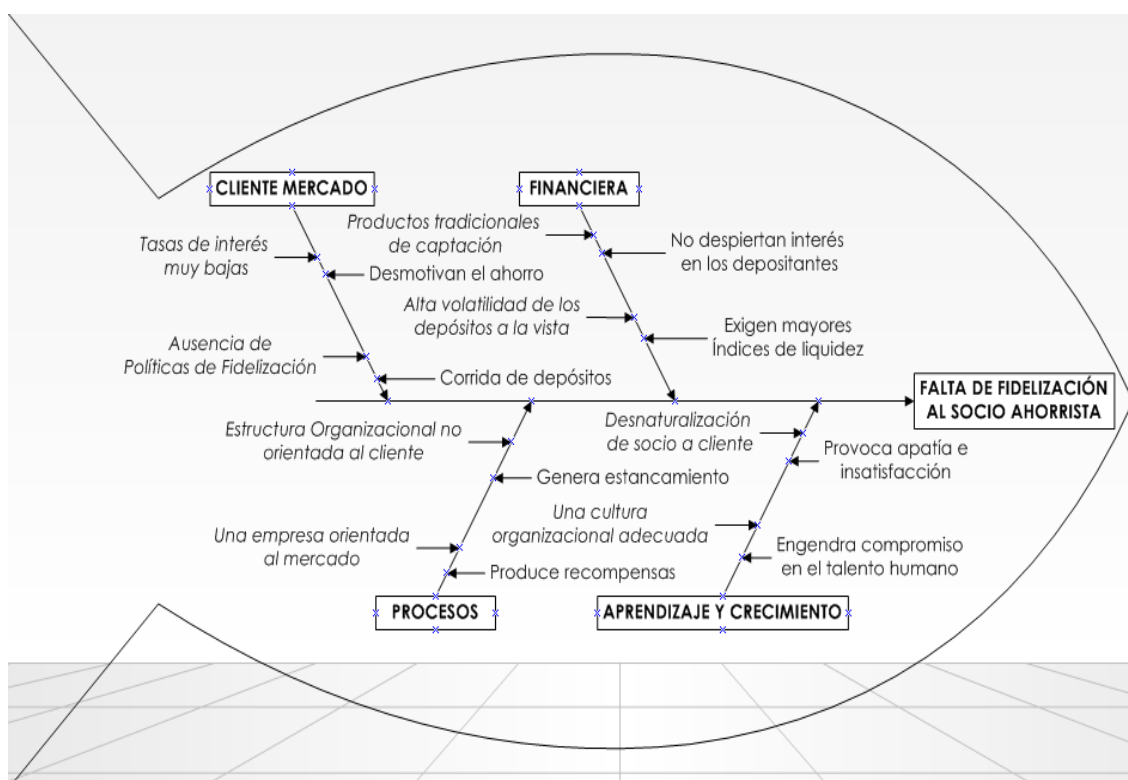 CLIENTE MERCADO
FINANCIERA
Tasas de interés
muy bajas
Desmotivan el ahorro
Ausencia de
Políticas de Fidelización
Corrida de depósitos
Productos tradicionales
de captación
No despiertan interés
en los depositantes
Alta volatilidad de los
depósitos a la vista
Exigen mayores
Índices de liquidez
FALTA DE FIDELIZACIÓN
AL SOCIO AHORRISTA
Estructura Organizacional no
orientada al cliente
Genera estancamiento
Una empresa orientada
al mercado
Produce recompensas
Desnaturalización
de socio a cliente
Provoca apatía e
insatisfacción
Una cultura
organizacional adecuada
Engendra compromiso
en el talento humano
PROCESOS
APRENDIZAJE Y CRECIMIENTO